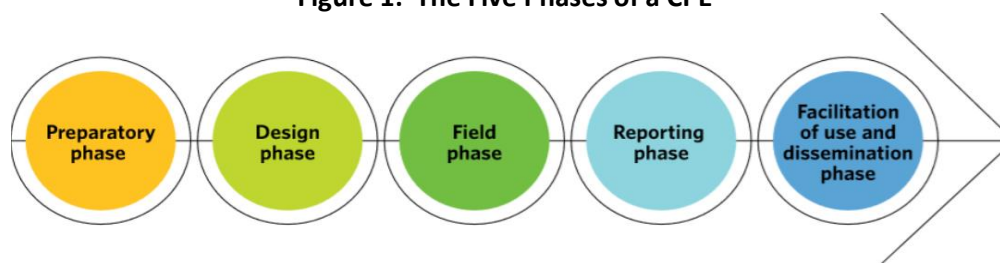 Figure 1: The Five Phases of a CPE
Preparatory
phase
Design
phase
Field
phase
Reporting
phase
Facilitation
of use and
dissemination
phase